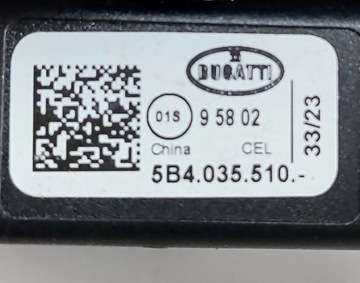 BUGATTI
01S 9 58 02
China CEL
5B4.035.510.-
33/23